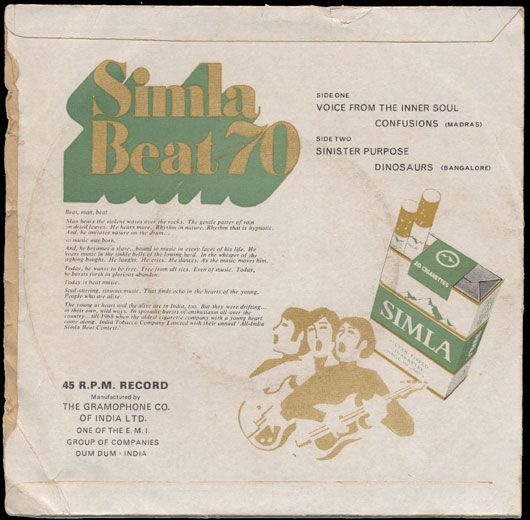 Simla
Beat 70
SIDE ONE
VOICE FROM THE INNER SOUL
CONFUSIONS (MADRAS)
SIDE TWO
SINISTER PURPOSE
DINOSAURS (BANGALORE)
Beat, man, beat
Man hears the violent waves over the rocks. The gentle patter of rain
on dried leaves. He hears more. Rhythm in nature. Rhythm that is hypnotic.
And, he imitates nature on the drum...
so music was born.
And, he becomes a slave...bound to music in every facet of his life. He
hears music in the tinkle bells of the lowing herd. In the whisper of the
sighing boughs. He laughs. He cries. He dances. As the music moves him.
Today, he wants to be free. Free from all ties. Even of music. Today,
he bursts forth in glorious abandon.
Today is beat music.
Soul-stirring, sinuous music. That finds echo in the hearts of the young.
People who are alive.
The young at heart and the alive are in India, too. But they were drifting...
in their own, wild ways. In sporadic bursts of enthusiasm all over the
country... till 1968 when the oldest cigarette company with a young heart
came along. India Tobacco Company Limited with their annual 'All-India
Simla Beat Contest.'
20 CIGARETTES
SIMLA
CIGARETTES
45 R.P.M. RECORD
Manufactured by
THE GRAMOPHONE CO.
OF INDIA LTD.
ONE OF THE E.M.I.
GROUP OF COMPANIES
DUM DUM - INDIA